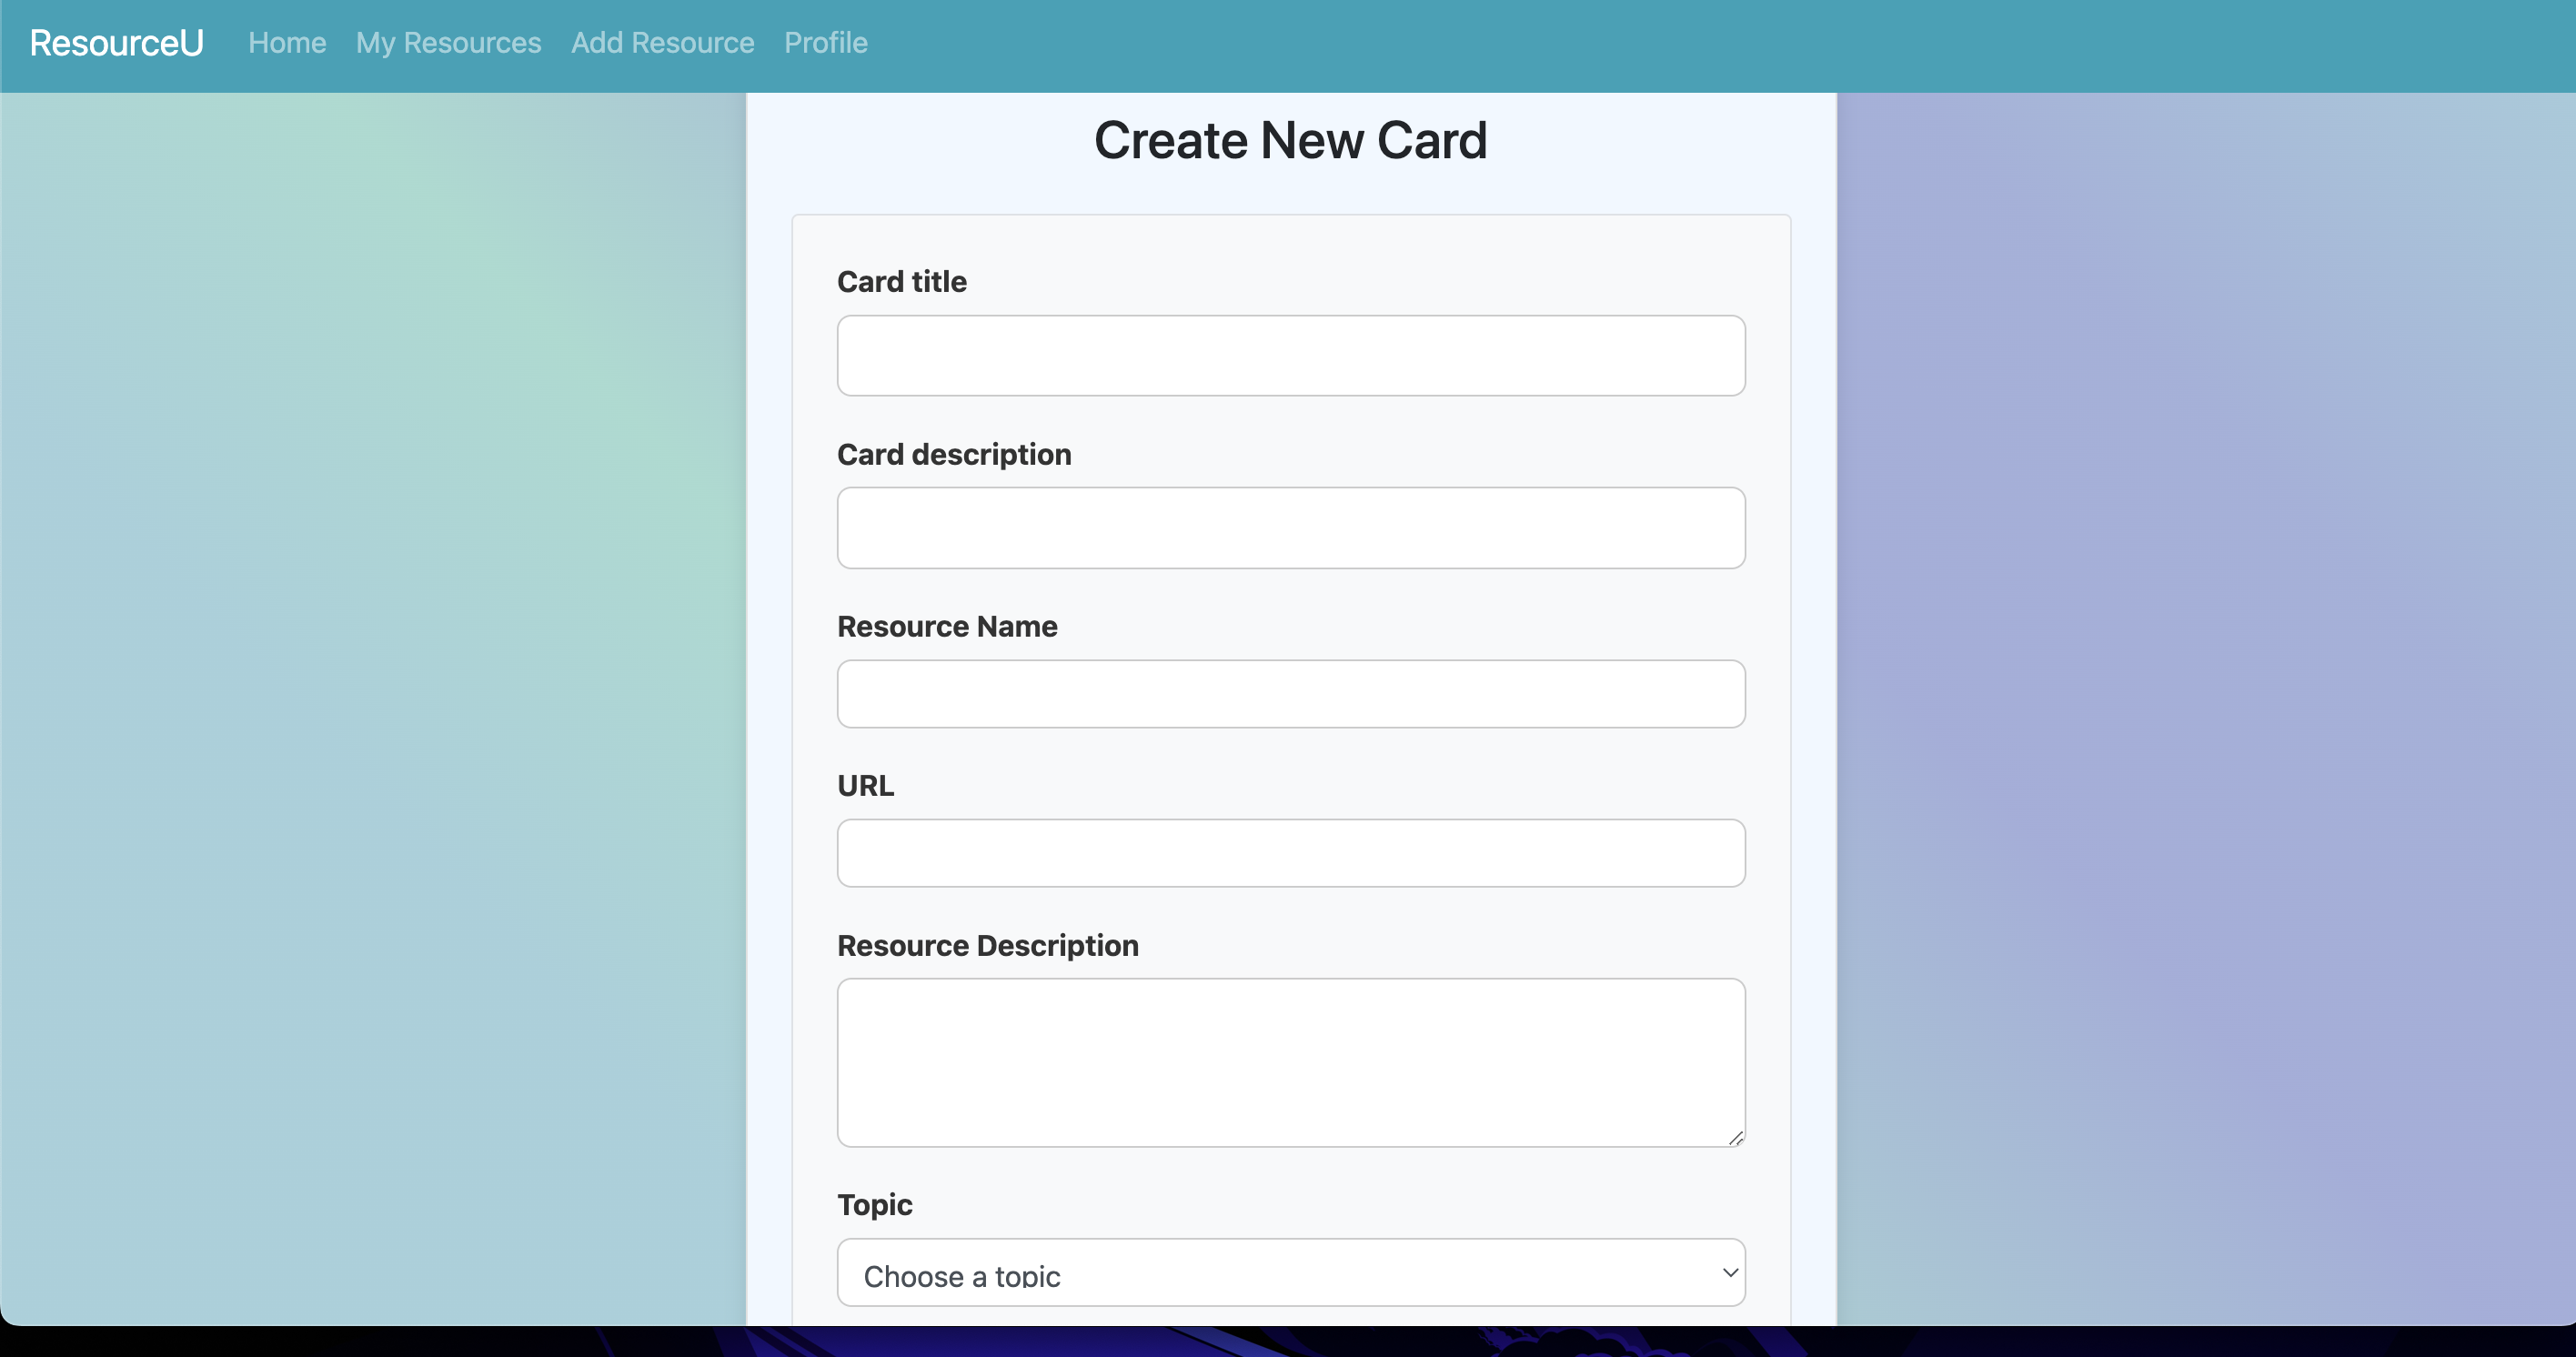 ResourceU Home My Resources Add Resource Profile
Create New Card
Card title
Card description
Resource Name
URL
Resource Description
Topic
Choose a topic